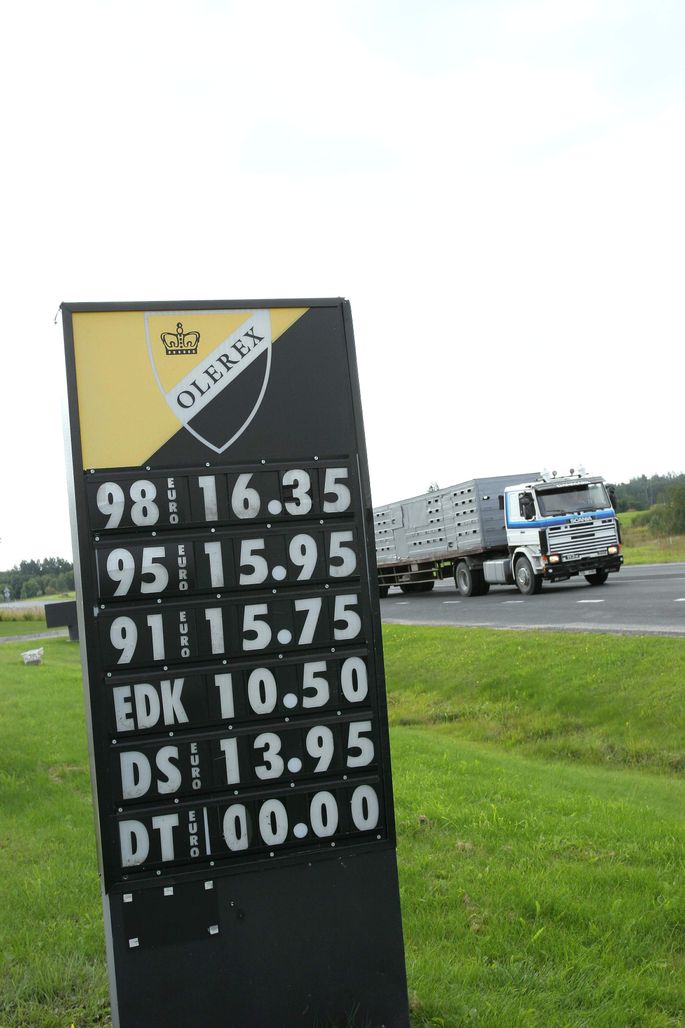 OLEREX
98 EURO 16.35
95 EURO 15.95
91 EURO 15.75
EDK 10.50
DS EURO 13.95
DT EURO 00.00
SCANIA